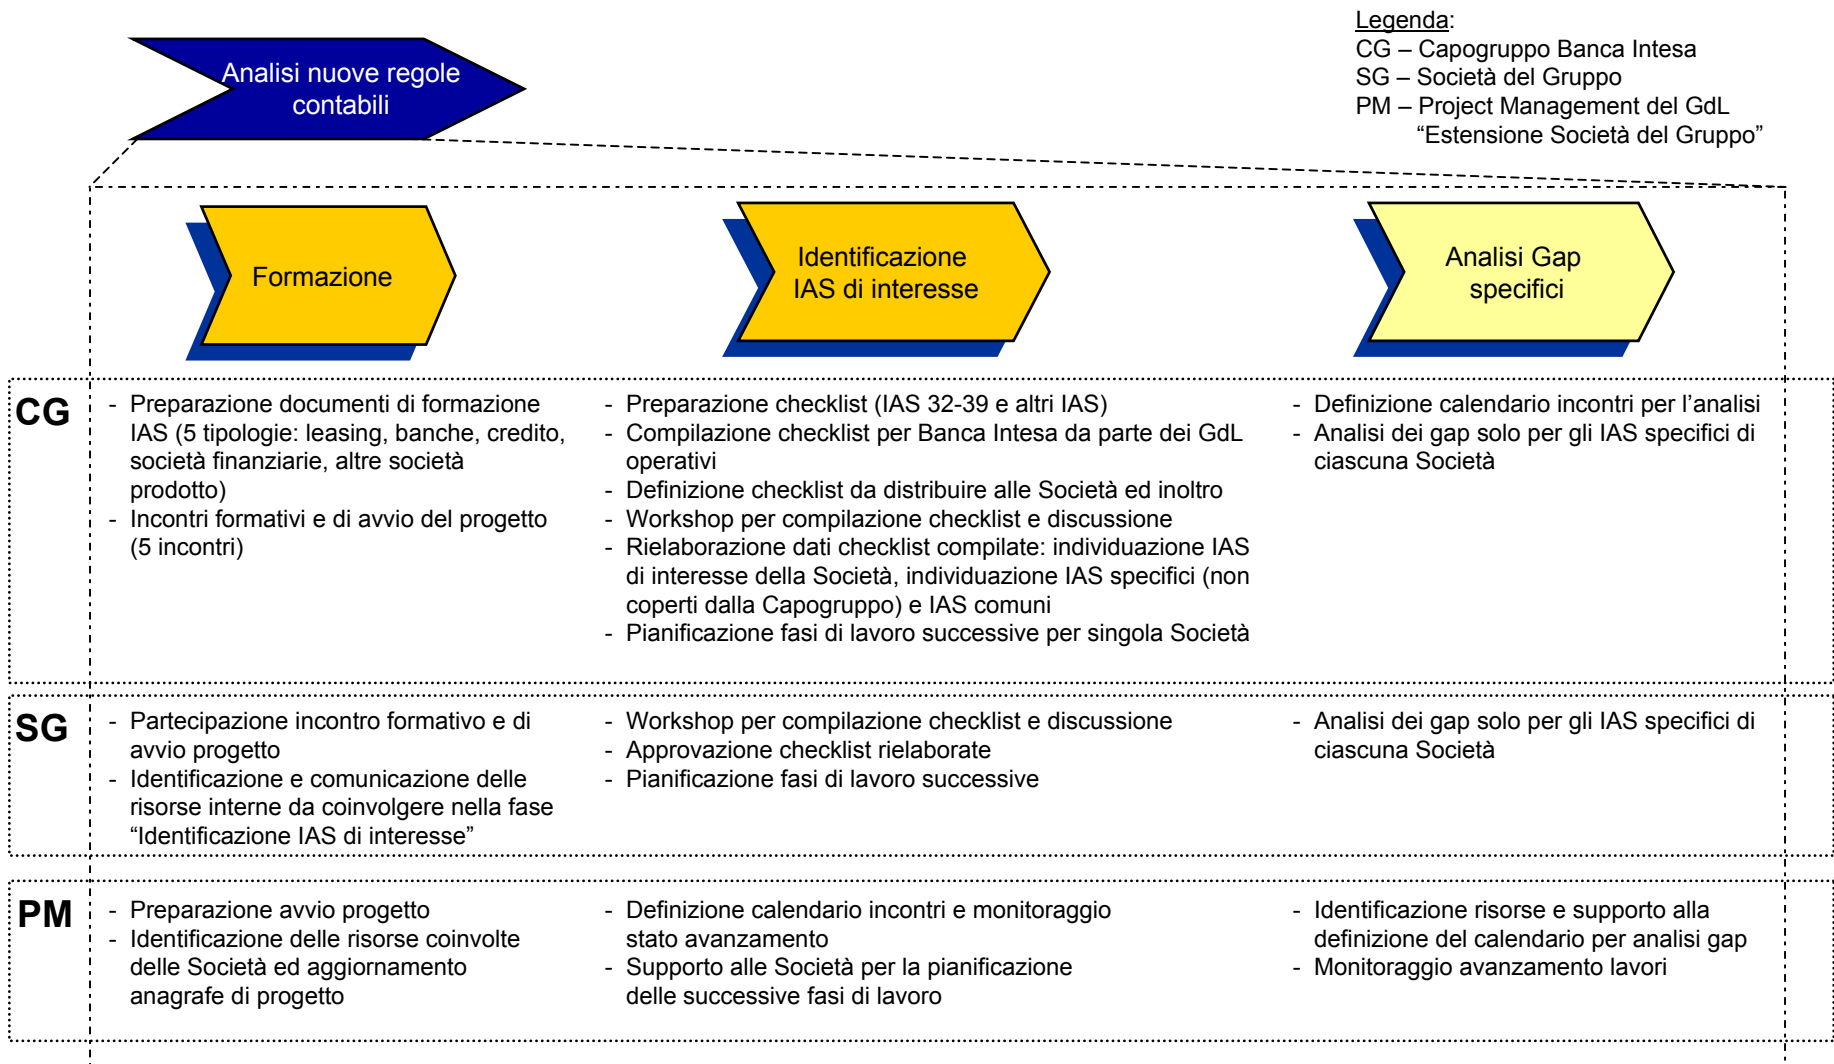 Legenda:
CG – Capogruppo Banca Intesa
SG – Società del Gruppo
PM – Project Management del GdL
“Estensione Società del Gruppo”
Analisi nuove regole
contabili
Formazione
Identificazione
IAS di interesse
Analisi Gap
specifici
CG
- Preparazione documenti di formazione
IAS (5 tipologie: leasing, banche, credito,
società finanziarie, altre società
prodotto)
- Incontri formativi e di avvio del progetto
(5 incontri)
- Preparazione checklist (IAS 32-39 e altri IAS)
- Compilazione checklist per Banca Intesa da parte dei GdL
operativi
- Definizione checklist da distribuire alle Società ed inoltro
- Workshop per compilazione checklist e discussione
- Rielaborazione dati checklist compilate: individuazione IAS
di interesse della Società, individuazione IAS specifici (non
coperti dalla Capogruppo) e IAS comuni
- Pianificazione fasi di lavoro successive per singola Società
- Definizione calendario incontri per l’analisi
- Analisi dei gap solo per gli IAS specifici di
ciascuna Società
SG
- Partecipazione incontro formativo e di
avvio progetto
- Identificazione e comunicazione delle
risorse interne da coinvolgere nella fase
“Identificazione IAS di interesse”
- Workshop per compilazione checklist e discussione
- Approvazione checklist rielaborate
- Pianificazione fasi di lavoro successive
- Analisi dei gap solo per gli IAS specifici di
ciascuna Società
PM
- Preparazione avvio progetto
- Identificazione delle risorse coinvolte
delle Società ed aggiornamento
anagrafe di progetto
- Definizione calendario incontri e monitoraggio
stato avanzamento
- Supporto alle Società per la pianificazione
delle successive fasi di lavoro
- Identificazione risorse e supporto alla
definizione del calendario per analisi gap
- Monitoraggio avanzamento lavori